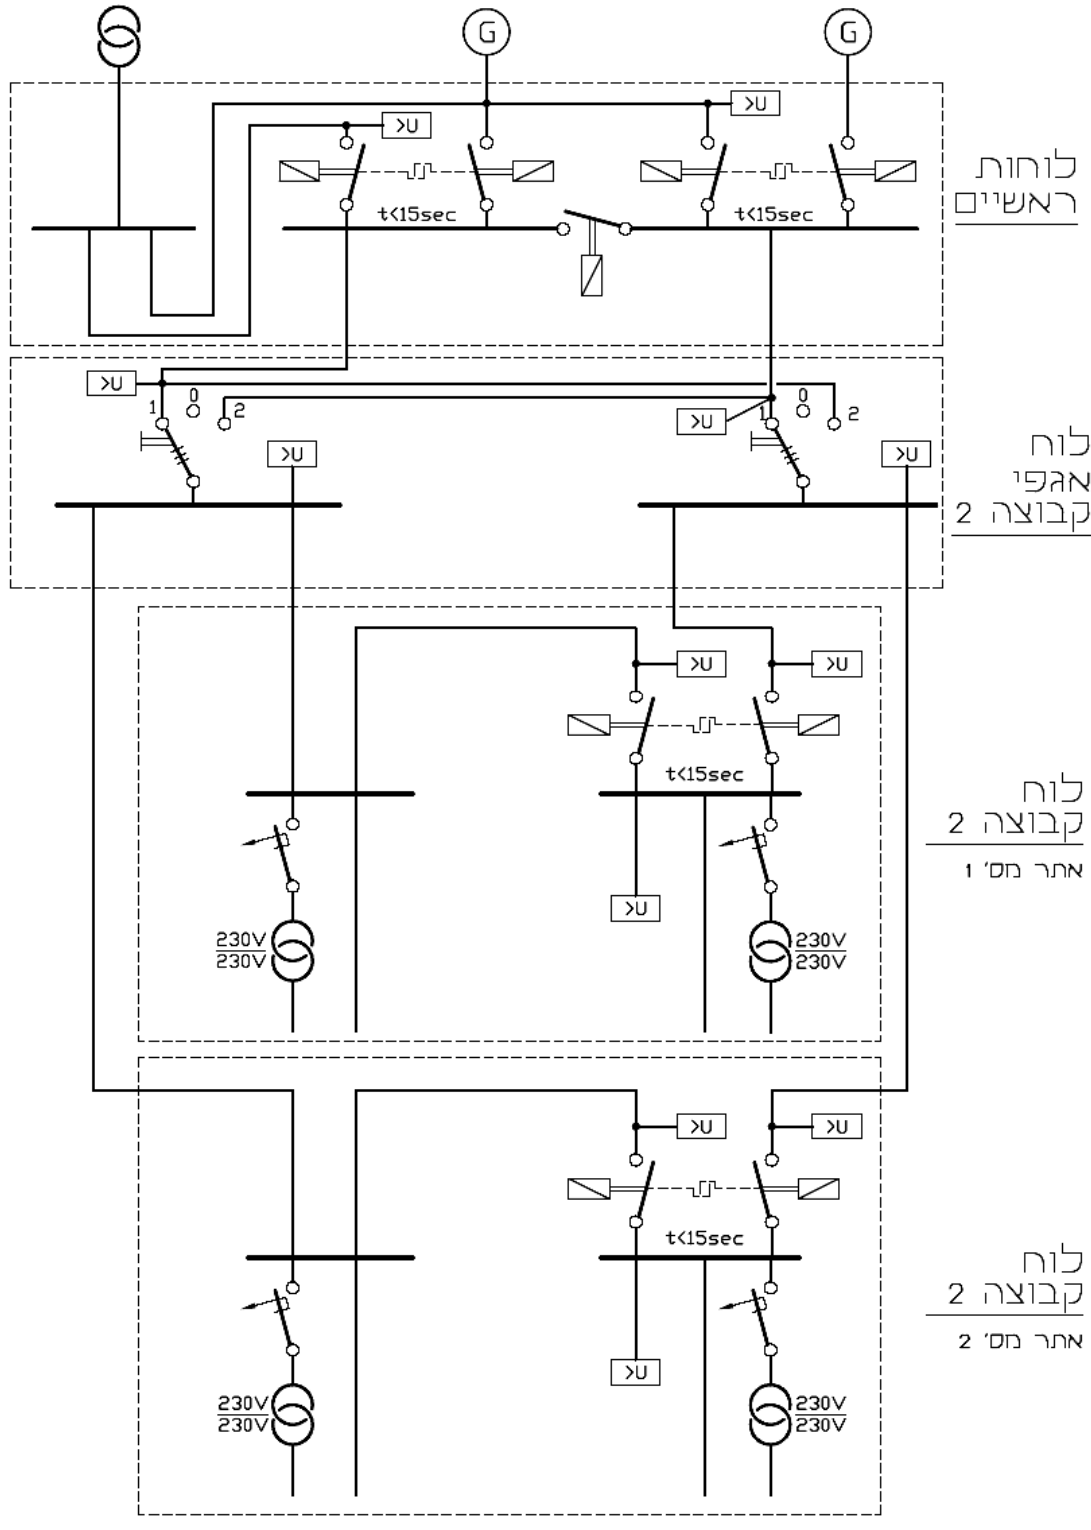 G
G
>U
>U
t<15sec
t<15sec
לוחות
ראשיים
>U
1
0
2
>U
>U
1
0
2
>U
לוח
אגפי
קבוצה 2
>U
>U
t<15sec
>U
230V
230V
230V
230V
לוח
קבוצה 2
אתר מס' 1
>U
>U
t<15sec
>U
230V
230V
230V
230V
לוח
קבוצה 2
אתר מס' 2